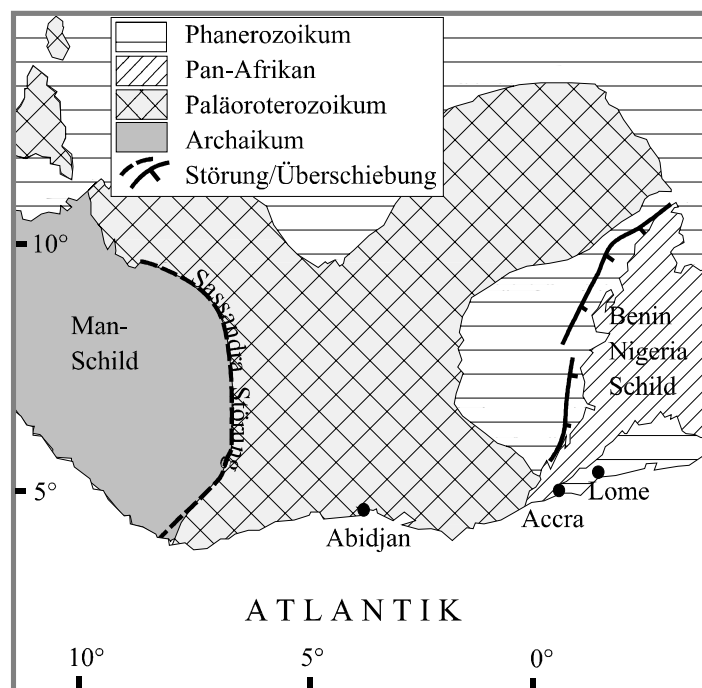 Phanerozoikum
Pan-Afrikan
Paläoroterozoikum
Archaikum
Störung/Überschiebung
10°
Sassandra Störung
Man-
Schild
Benin
Nigeria
Schild
5°
Lome
Accra
Abidjan
ATLANTIK
10°
5°
0°